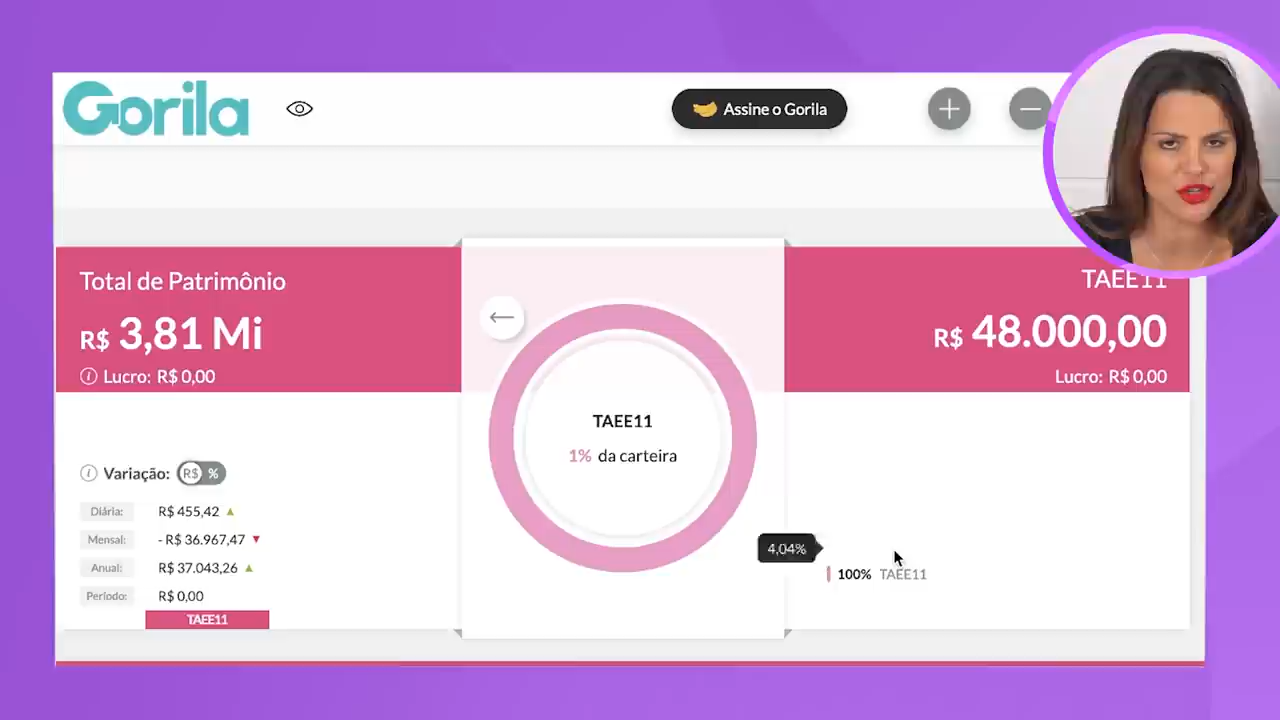 Gorila
Assine o Gorila
Total de Patrimônio
R$ 3,81 Mi
Lucro: R$ 0,00
TAEE11
R$ 48.000,00
Lucro: R$ 0,00
TAEE11
1% da carteira
Variação: R$ %
Diária: R$ 455,42
Mensal: - R$ 36.967,47
Anual: R$ 37.043,26
Período: R$ 0,00
TAEE11
4,04%
100% TAEE11